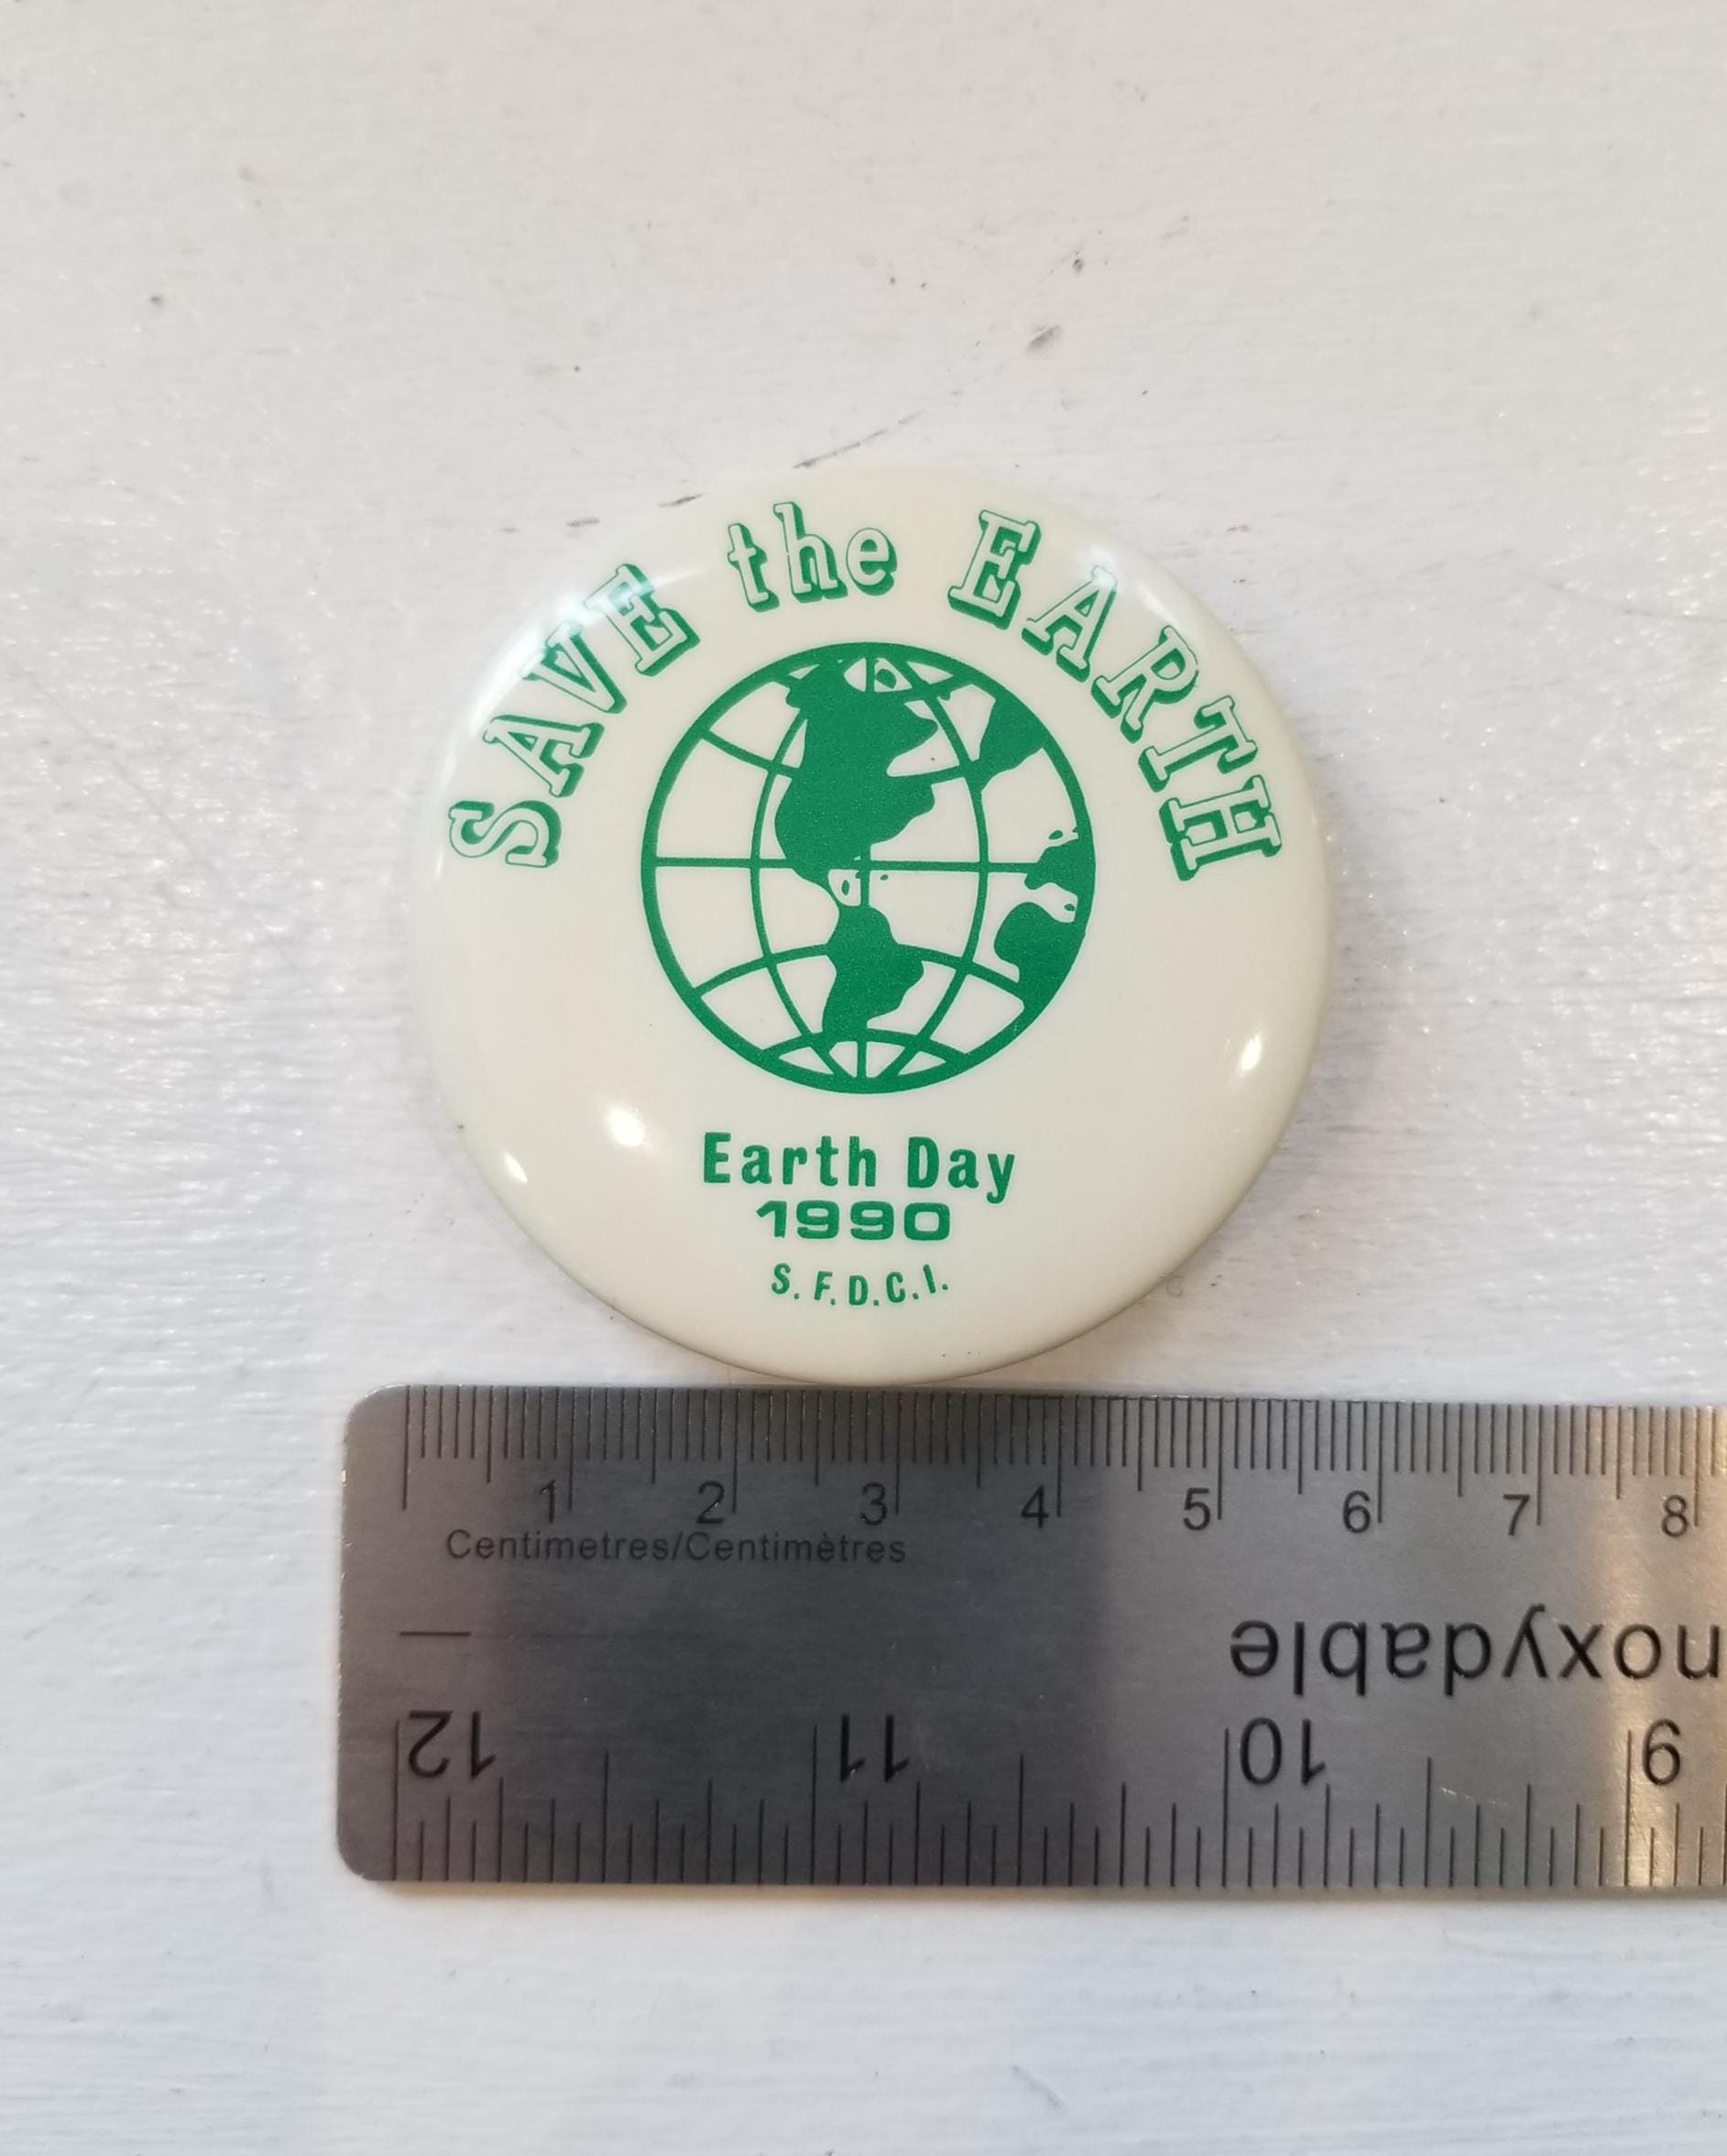 SAVE the EARTH
Earth Day
1990
S.F.D.C.I.
1 2 3 4 5 6 7 8
Centimetres/Centimètres
noxydable
12 11 10 9